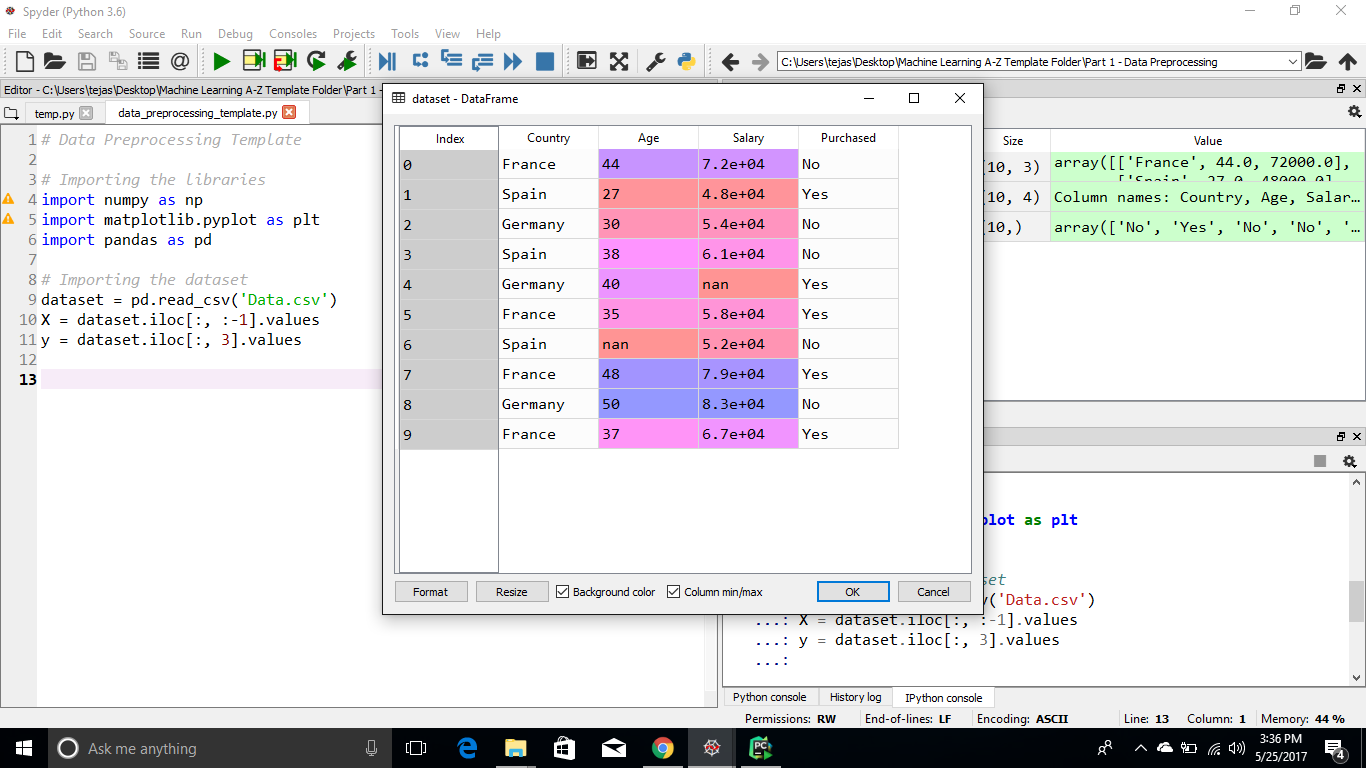 Spyder (Python 3.6)
File Edit Search Source Run Debug Consoles Projects Tools View Help
C:\Users\tejas\Desktop\Machine Learning A-Z Template Folder\Part 1 - Data Preprocessing
Editor - C:\Users\tejas\Desktop\Machine Learning A-Z Template Folder\Part 1 -
temp.py data_preprocessing_template.py
1 # Data Preprocessing Template
2
3 # Importing the libraries
4 import numpy as np
5 import matplotlib.pyplot as plt
6 import pandas as pd
7
8 # Importing the dataset
9 dataset = pd.read_csv('Data.csv')
10 X = dataset.iloc[:, :-1].values
11 y = dataset.iloc[:, 3].values
12
13
dataset - DataFrame
Index Country Age Salary Purchased
0 France 44 7.2e+04 No
1 Spain 27 4.8e+04 Yes
2 Germany 30 5.4e+04 No
3 Spain 38 6.1e+04 No
4 Germany 40 nan Yes
5 France 35 5.8e+04 Yes
6 Spain nan 5.2e+04 No
7 France 48 7.9e+04 Yes
8 Germany 50 8.3e+04 No
9 France 37 6.7e+04 Yes
Format Resize Background color Column min/max OK Cancel
Size Value
(10, 3) array([['France', 44.0, 72000.0],
['Spain', 27.0, 48000.0],
(10, 4) Column names: Country, Age, Salar...
(10,) array(['No', 'Yes', 'No', 'No', '...
plot as plt
set
v('Data.csv')
...: X = dataset.iloc[:, :-1].values
...: y = dataset.iloc[:, 3].values
...:
Python console History log IPython console
Permissions: RW End-of-lines: LF Encoding: ASCII Line: 13 Column: 1 Memory: 44 %
Ask me anything
PC
3:36 PM
5/25/2017
4